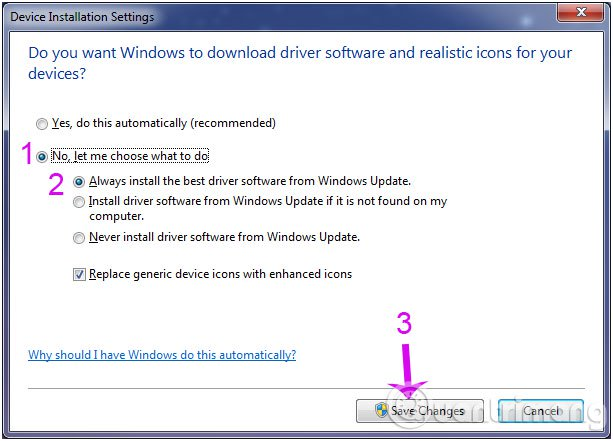 Device Installation Settings
Do you want Windows to download driver software and realistic icons for your
devices?
Yes, do this automatically (recommended)
1
No, let me choose what to do
2
Always install the best driver software from Windows Update.
Install driver software from Windows Update if it is not found on my
computer.
Never install driver software from Windows Update.
Replace generic device icons with enhanced icons
3
Why should I have Windows do this automatically?
Save Changes
Cancel
quantrimang